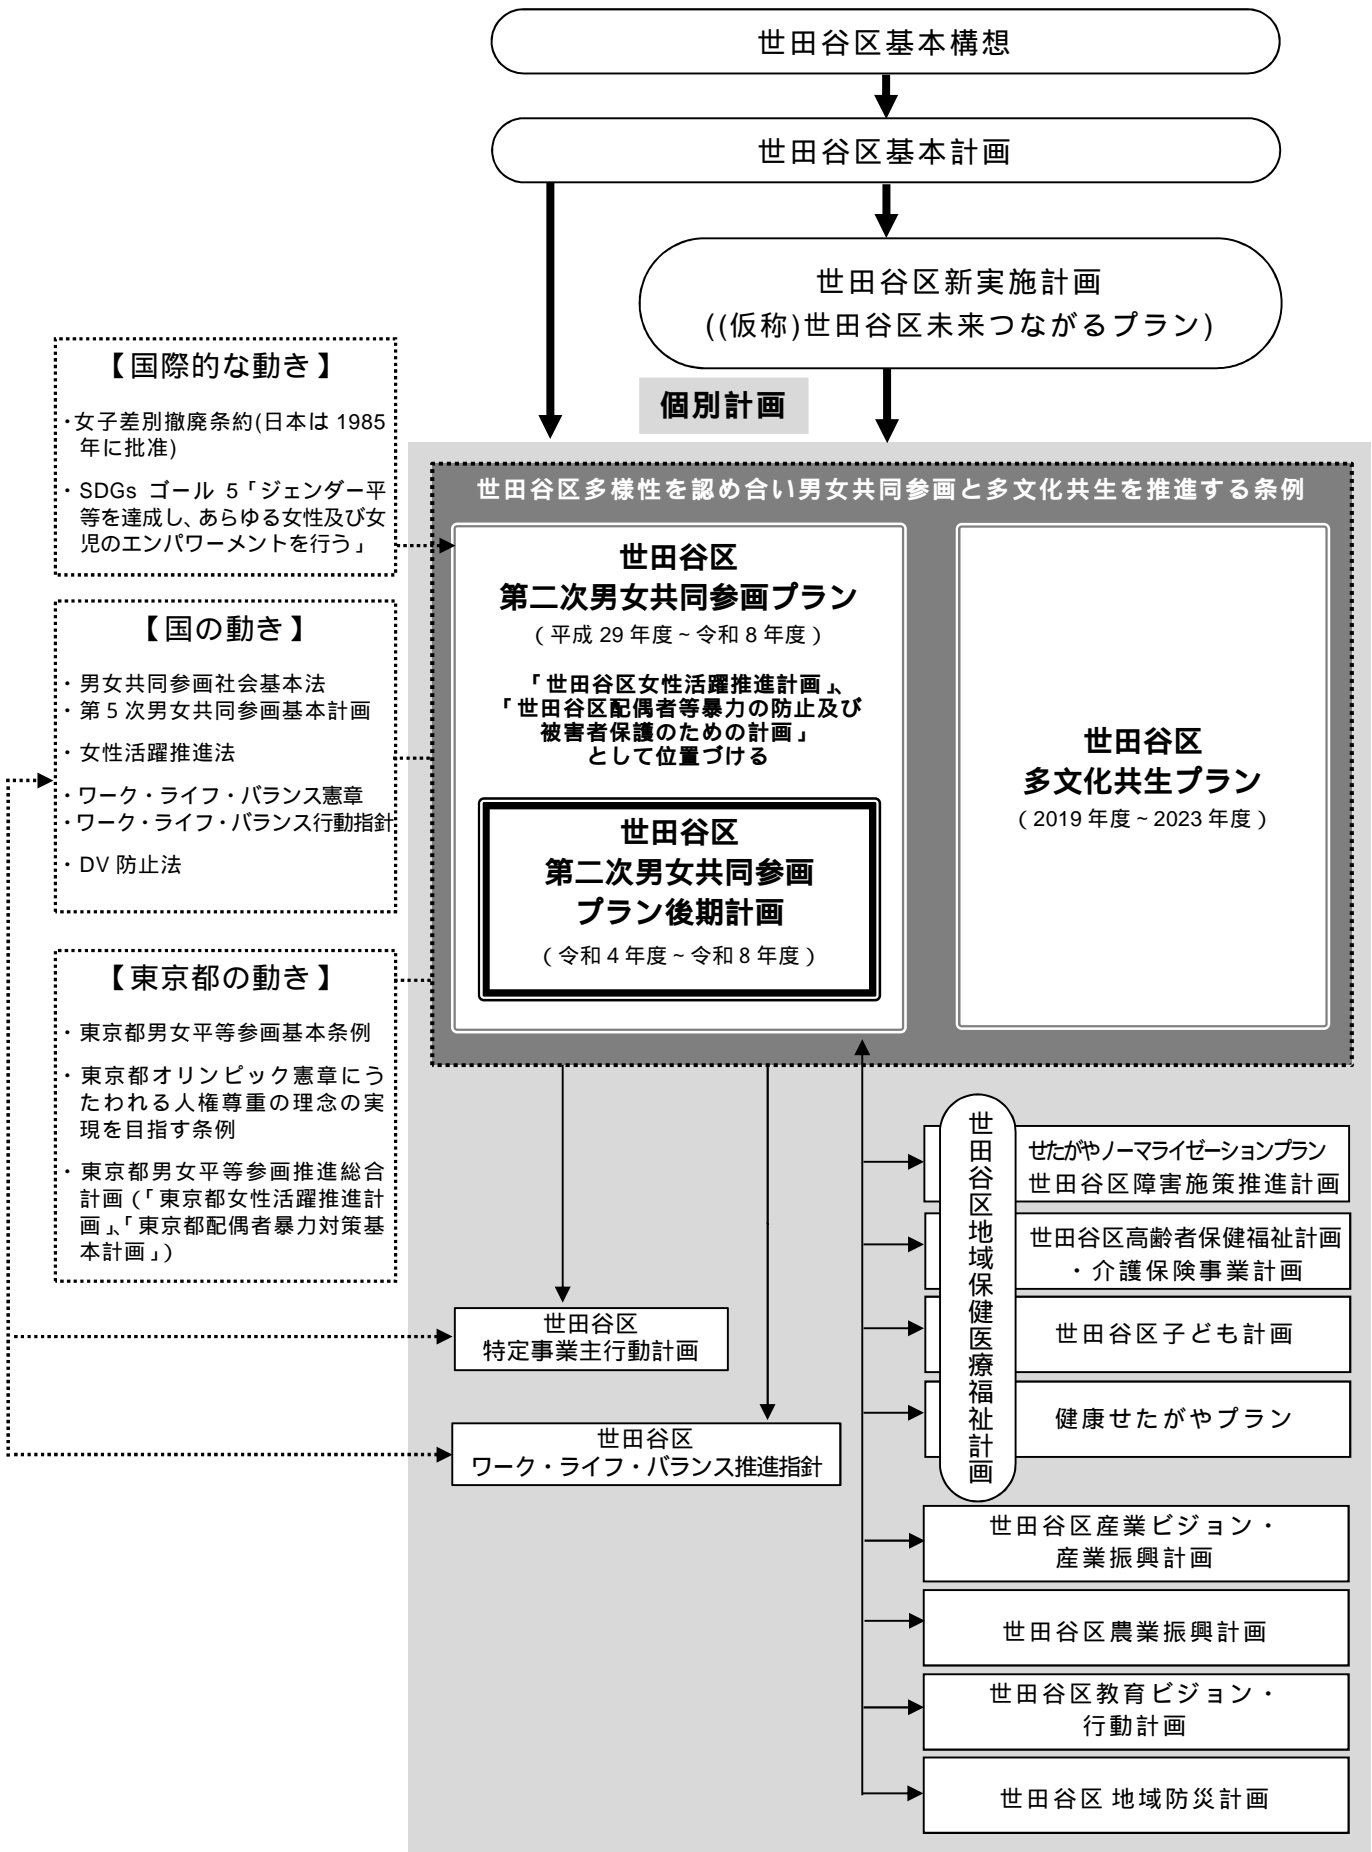 世田谷区基本構想
世田谷区基本計画
世田谷区新実施計画
((仮称)世田谷区未来つながるプラン)
個別計画
【国際的な動き】
・女子差別撤廃条約(日本は 1985
年に批准)
・SDGs ゴール 5「ジェンダー平
等を達成し、あらゆる女性及び女
児のエンパワーメントを行う」
【国の動き】
・男女共同参画社会基本法
・第5次男女共同参画基本計画
・女性活躍推進法
・ワーク・ライフ・バランス憲章
・ワーク・ライフ・バランス行動指針
・DV 防止法
【東京都の動き】
・東京都男女平等参画基本条例
・東京都オリンピック憲章にう
たわれる人権尊重の理念の実
現を目指す条例
・東京都男女平等参画推進総合
計画(「東京都女性活躍推進計
画」、「東京都配偶者暴力対策基
本計画」)
世田谷区多様性を認め合い男女共同参画と多文化共生を推進する条例
世田谷区
第二次男女共同参画プラン
(平成 29 年度~令和 8 年度)
「世田谷区女性活躍推進計画」、
「世田谷区配偶者等暴力の防止及び
被害者保護のための計画」
として位置づける
世田谷区
第二次男女共同参画
プラン後期計画
(令和 4 年度~令和 8 年度)
世田谷区
多文化共生プラン
(2019 年度~2023 年度)
世田谷区
特定事業主行動計画
世田谷区
ワーク・ライフ・バランス推進指針
世田谷区地域保健医療福祉計画
せたがやノーマライゼーションプラン
世田谷区障害施策推進計画
世田谷区高齢者保健福祉計画
・介護保険事業計画
世田谷区子ども計画
健康せたがやプラン
世田谷区産業ビジョン・
産業振興計画
世田谷区農業振興計画
世田谷区教育ビジョン・
行動計画
世田谷区 地域防災計画